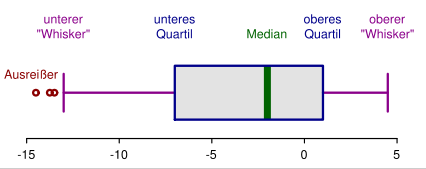 unterer
"Whisker"
unteres
Quartil
Median
oberes
Quartil
oberer
"Whisker"
Ausreißer
-15
-10
-5
0
5